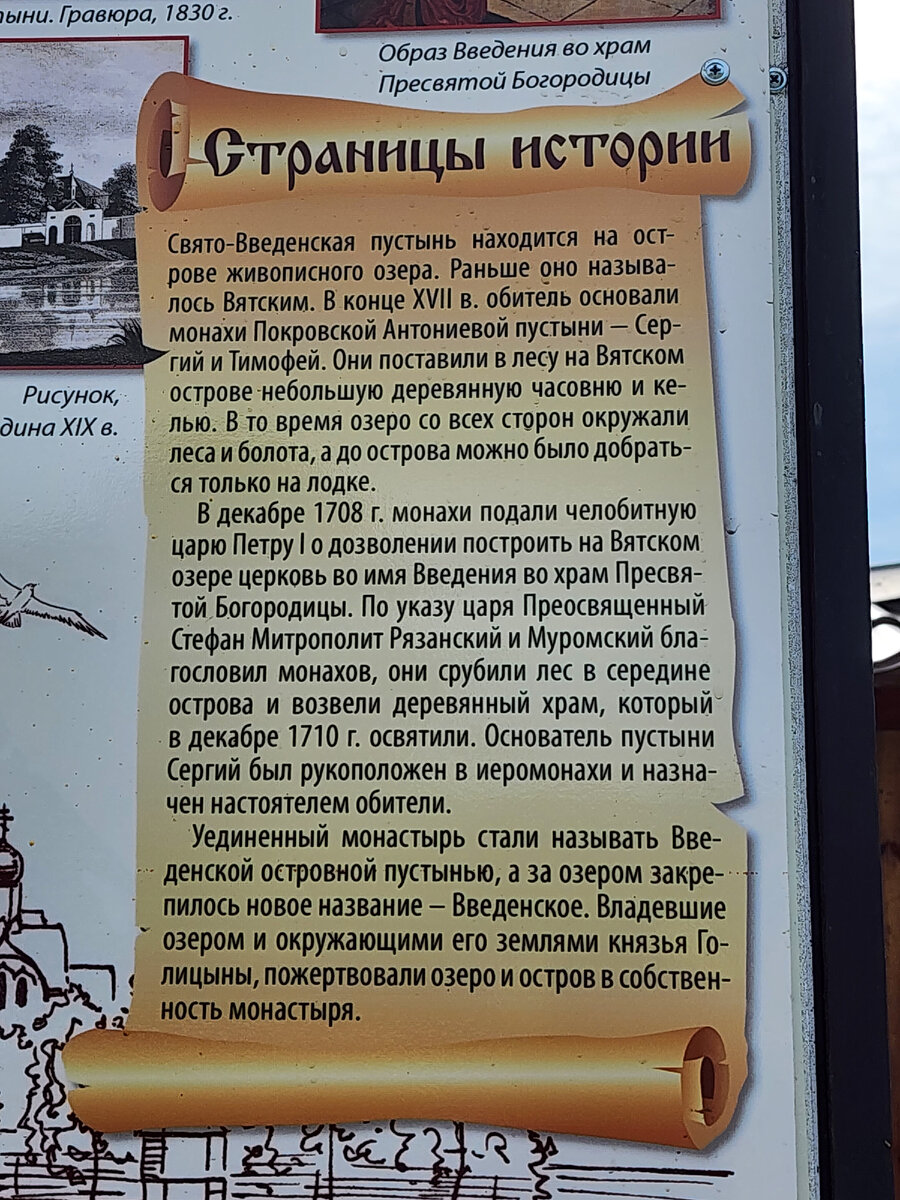 тыни. Гравюра, 1830 г.
Образ Введения во храм
Пресвятой Богородицы
Страницы истории
Свято-Введенская пустынь находится на ост-
рове живописного озера. Раньше оно называ-
лось Вятским. В конце XVII в. обитель основали
монахи Покровской Антониевой пустыни – Сер-
гий и Тимофей. Они поставили в лесу на Вятском
острове небольшую деревянную часовню и ке-
лью. В то время озеро со всех сторон окружали
леса и болота, а до острова можно было добрать-
ся только на лодке.
В декабре 1708 г. монахи подали челобитную
царю Петру I о дозволении построить на Вятском
озере церковь во имя Введения во храм Пресвя-
той Богородицы. По указу царя Преосвященный
Стефан Митрополит Рязанский и Муромский бла-
гословил монахов, они срубили лес в середине
острова и возвели деревянный храм, который
в декабре 1710 г. освятили. Основатель пустыни
Сергий был рукоположен в иеромонахи и назна-
чен настоятелем обители.
Уединенный монастырь стали называть Вве-
денской островной пустынью, а за озером закре-
пилось новое название – Введенское. Владевшие
озером и окружающими его землями князья Го-
лицыны, пожертвовали озеро и остров в собствен-
ность монастыря.
Рисунок,
дина XIX в.